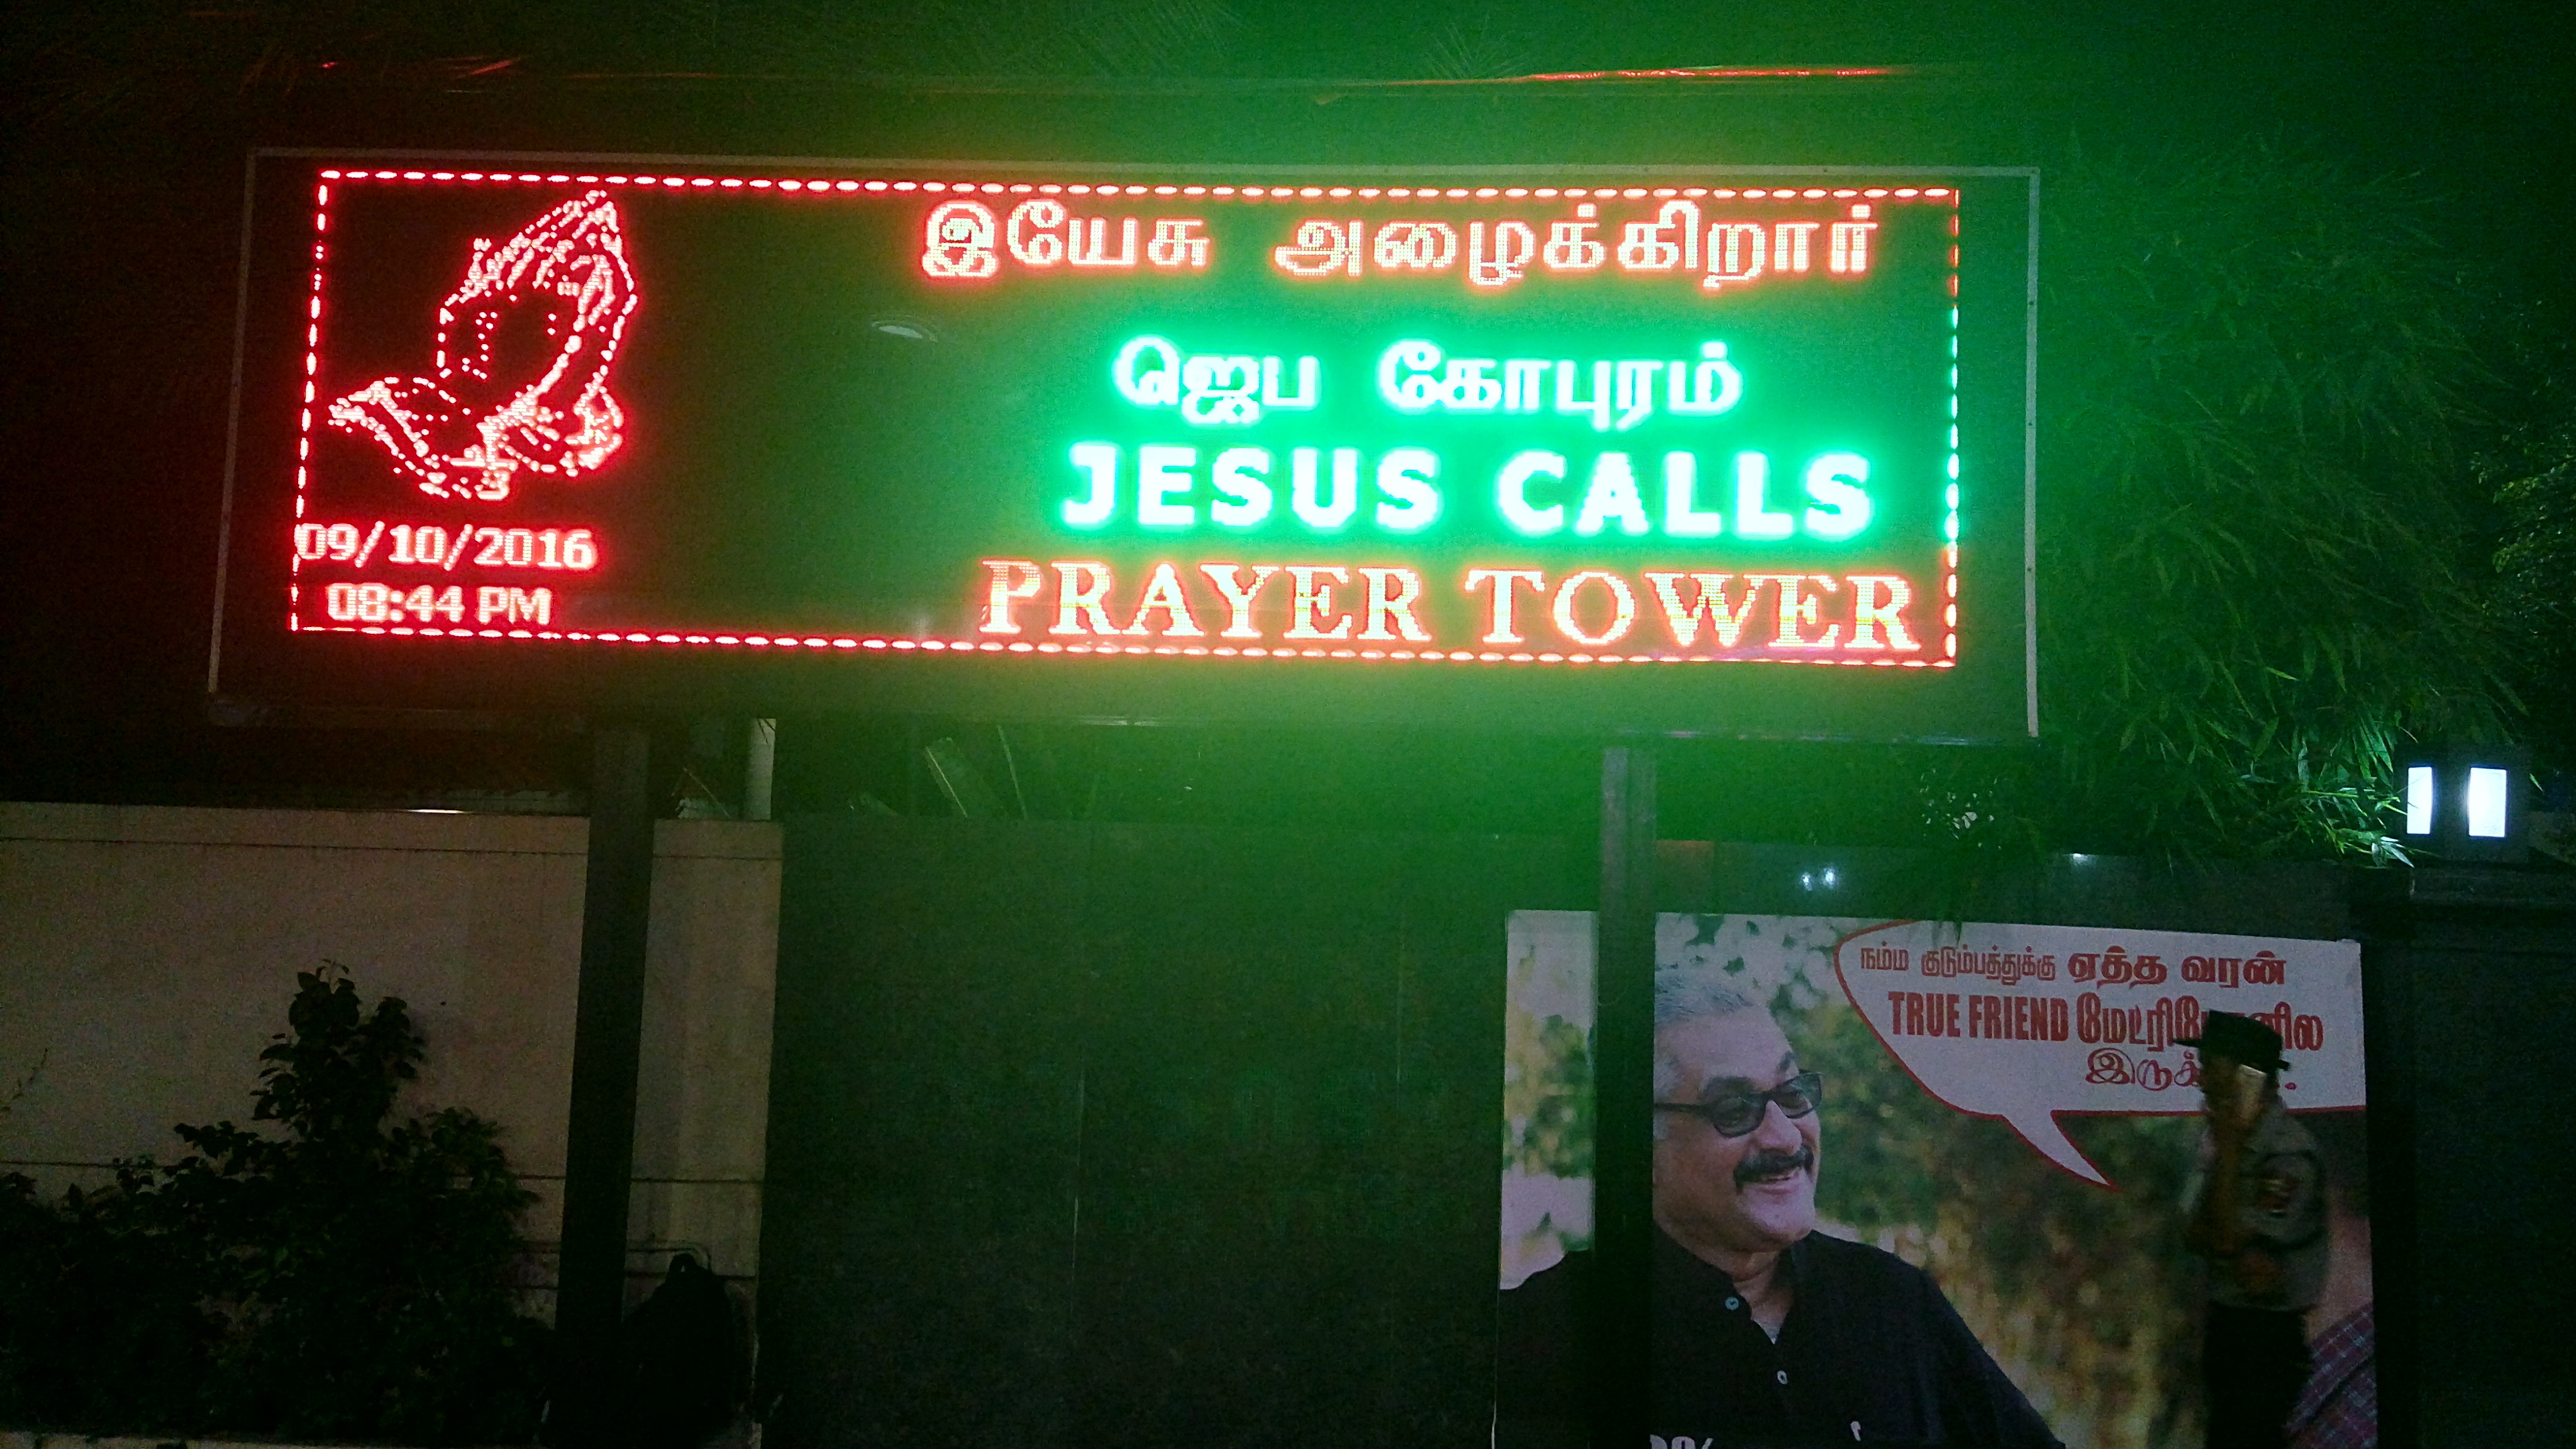 இயேசு அழைக்கிறார்
ஜெப கோபுரம்
JESUS CALLS
PRAYER TOWER
09/10/2016
08:44 PM
நம்ம குடும்பத்துக்கு ஏத்த வரன்
TRUE FRIEND